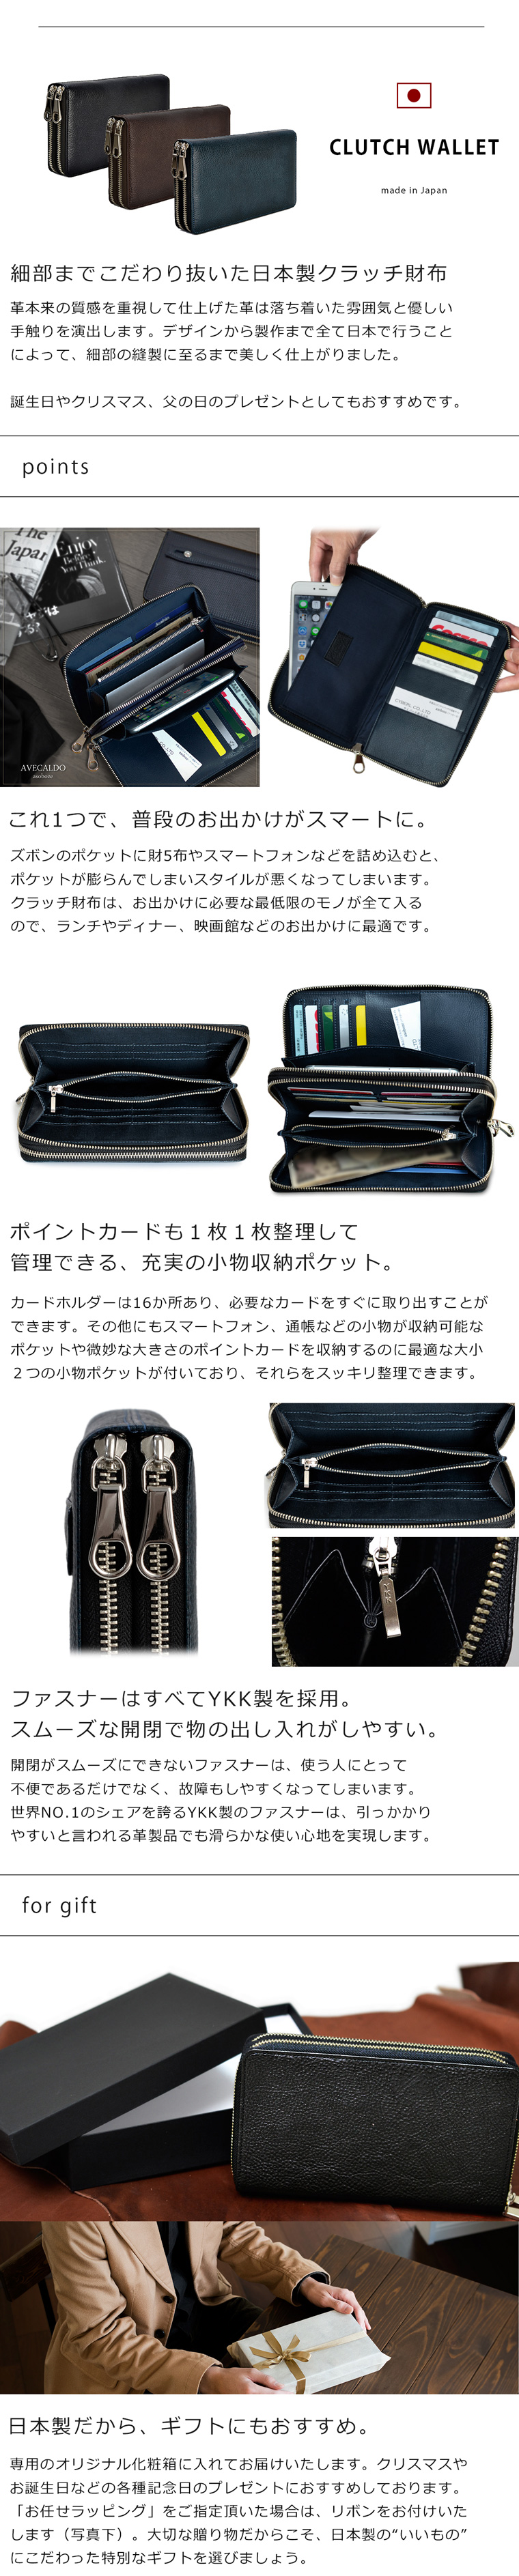 CLUTCH WALLET
made in Japan
細部までこだわり抜いた日本製クラッチ財布
革本来の質感を重視して仕上げた革は落ち着いた雰囲気と優しい
手触りを演出します。デザインから製作まで全て日本で行うこと
によって、細部の縫製に至るまで美しく仕上がりました。
誕生日やクリスマス、父の日のプレゼントとしてもおすすめです。
points
The
Japan
Enjoy
Before
You Think.
AVECALDO
これ1つで、普段のお出かけがスマートに。
ズボンのポケットに財5布やスマートフォンなどを詰め込むと、
ポケットが膨らんでしまいスタイルが悪くなってしまいます。
クラッチ財布は、お出かけに必要な最低限のモノが全て入る
ので、ランチやディナー、映画館などのお出かけに最適です。
ポイントカードも１枚１枚整理して
管理できる、充実の小物収納ポケット。
カードホルダーは16か所あり、必要なカードをすぐに取り出すことが
できます。その他にもスマートフォン、通帳などの小物が収納可能な
ポケットや微妙な大きさのポイントカードを収納するのに最適な大小
２つの小物ポケットが付いており、それらをスッキリ整理できます。
YKK
ファスナーはすべてYKK製を採用。
スムーズな開閉で物の出し入れがしやすい。
開閉がスムーズにできないファスナーは、使う人にとって
不便であるだけでなく、故障もしやすくなってしまいます。
世界NO.1のシェアを誇るYKK製のファスナーは、引っかかり
やすいと言われる革製品でも滑らかな使い心地を実現します。
for gift
日本製だから、ギフトにもおすすめ。
専用のオリジナル化粧箱に入れてお届けいたします。クリスマスや
お誕生日などの各種記念日のプレゼントにおすすめしております。
「お任せラッピング」をご指定頂いた場合は、リボンをお付けいた
します（写真下）。大切な贈り物だからこそ、日本製の“いいもの”
にこだわった特別なギフトを選びましょう。